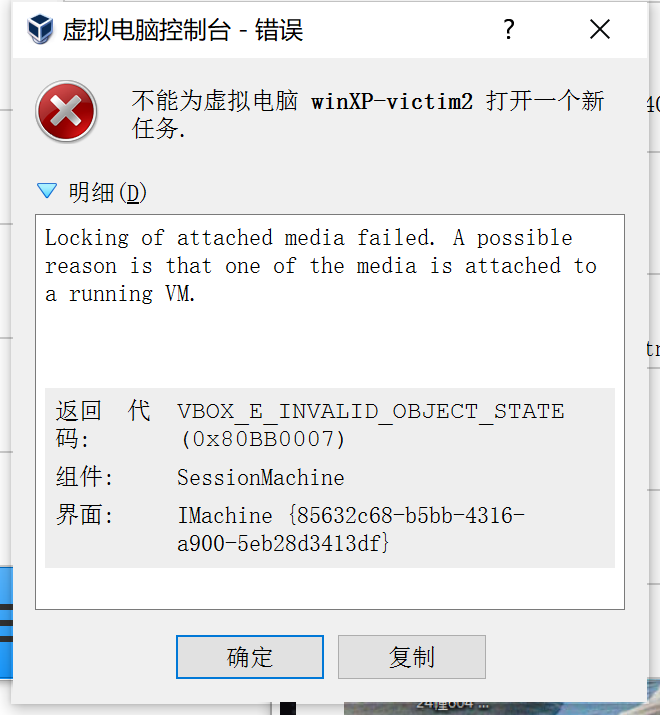 虚拟电脑控制台 - 错误
?
不能为虚拟电脑 winXP-victim2 打开一个新
任务.
明细(D)
Locking of attached media failed. A possible
reason is that one of the media is attached to
a running VM.
返回 代 VBOX_E_INVALID_OBJECT_STATE
码: (0x80BB0007)
组件: SessionMachine
界面: IMachine {85632c68-b5bb-4316-
a900-5eb28d3413df}
确定 复制